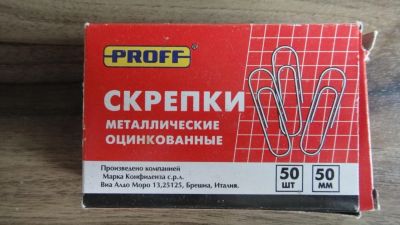 PROFF®
СКРЕПКИ
МЕТАЛЛИЧЕСКИЕ
ОЦИНКОВАННЫЕ
Произведено компанией
Марка Конфиденза с.р.л.
Виа Алдо Моро 13,25125, Брешиа, Италия.
50 ШТ
50 ММ